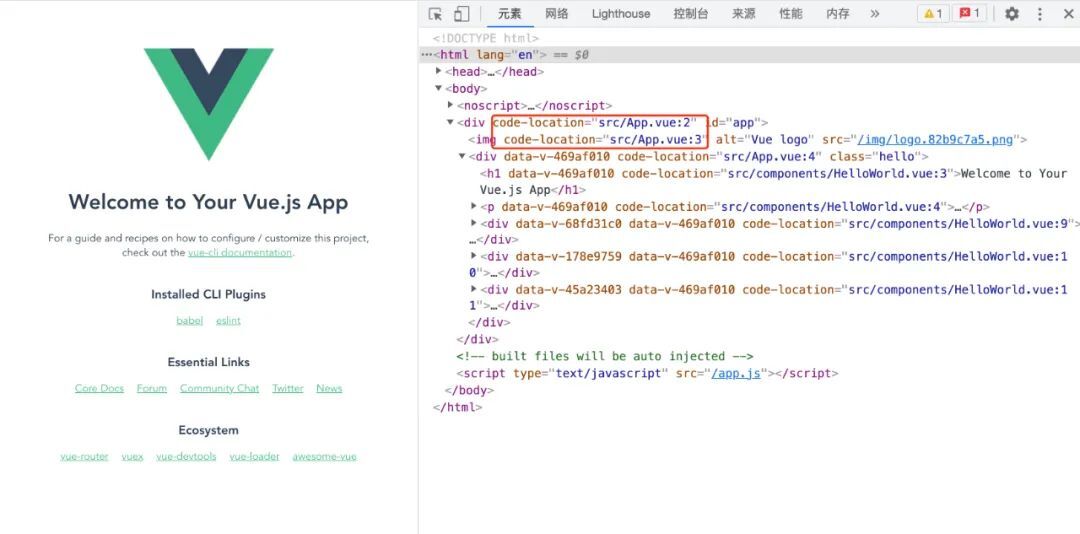 Welcome to Your Vue.js App
For a guide and recipes on how to configure / customize this project,
check out the vue-cli documentation.
Installed CLI Plugins
babel eslint
Essential Links
Core Docs Forum Community Chat Twitter News
Ecosystem
vue-router vuex vue-devtools vue-loader awesome-vue
元素 网络 Lighthouse 控制台 来源 性能 内存 » 1 1
<!DOCTYPE html>
⋯<html lang="en"> == $0
<head>…</head>
<body>
<noscript>…</noscript>
<div code-location="src/App.vue:2" id="app">
<img code-location="src/App.vue:3" alt="Vue logo" src="/img/logo.82b9c7a5.png">
<div data-v-469af010 code-location="src/App.vue:4" class="hello">
<h1 data-v-469af010 code-location="src/components/HelloWorld.vue:3">Welcome to Your
Vue.js App</h1>
<p data-v-469af010 code-location="src/components/HelloWorld.vue:4">…</p>
<div data-v-68fd31c0 data-v-469af010 code-location="src/components/HelloWorld.vue:9">
…</div>
<div data-v-178e9759 data-v-469af010 code-location="src/components/HelloWorld.vue:1
0">…</div>
<div data-v-45a23403 data-v-469af010 code-location="src/components/HelloWorld.vue:1
1">…</div>
</div>
</div>
<!-- built files will be auto injected -->
<script type="text/javascript" src="/app.js"></script>
</body>
</html>